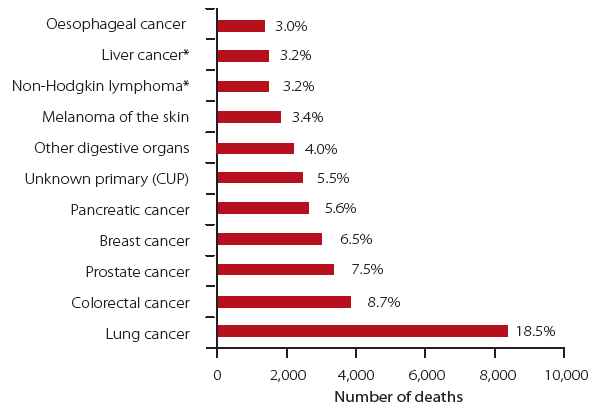 Oesophageal cancer 3.0%
Liver cancer* 3.2%
Non-Hodgkin lymphoma* 3.2%
Melanoma of the skin 3.4%
Other digestive organs 4.0%
Unknown primary (CUP) 5.5%
Pancreatic cancer 5.6%
Breast cancer 6.5%
Prostate cancer 7.5%
Colorectal cancer 8.7%
Lung cancer 18.5%
0 2,000 4,000 6,000 8,000 10,000
Number of deaths